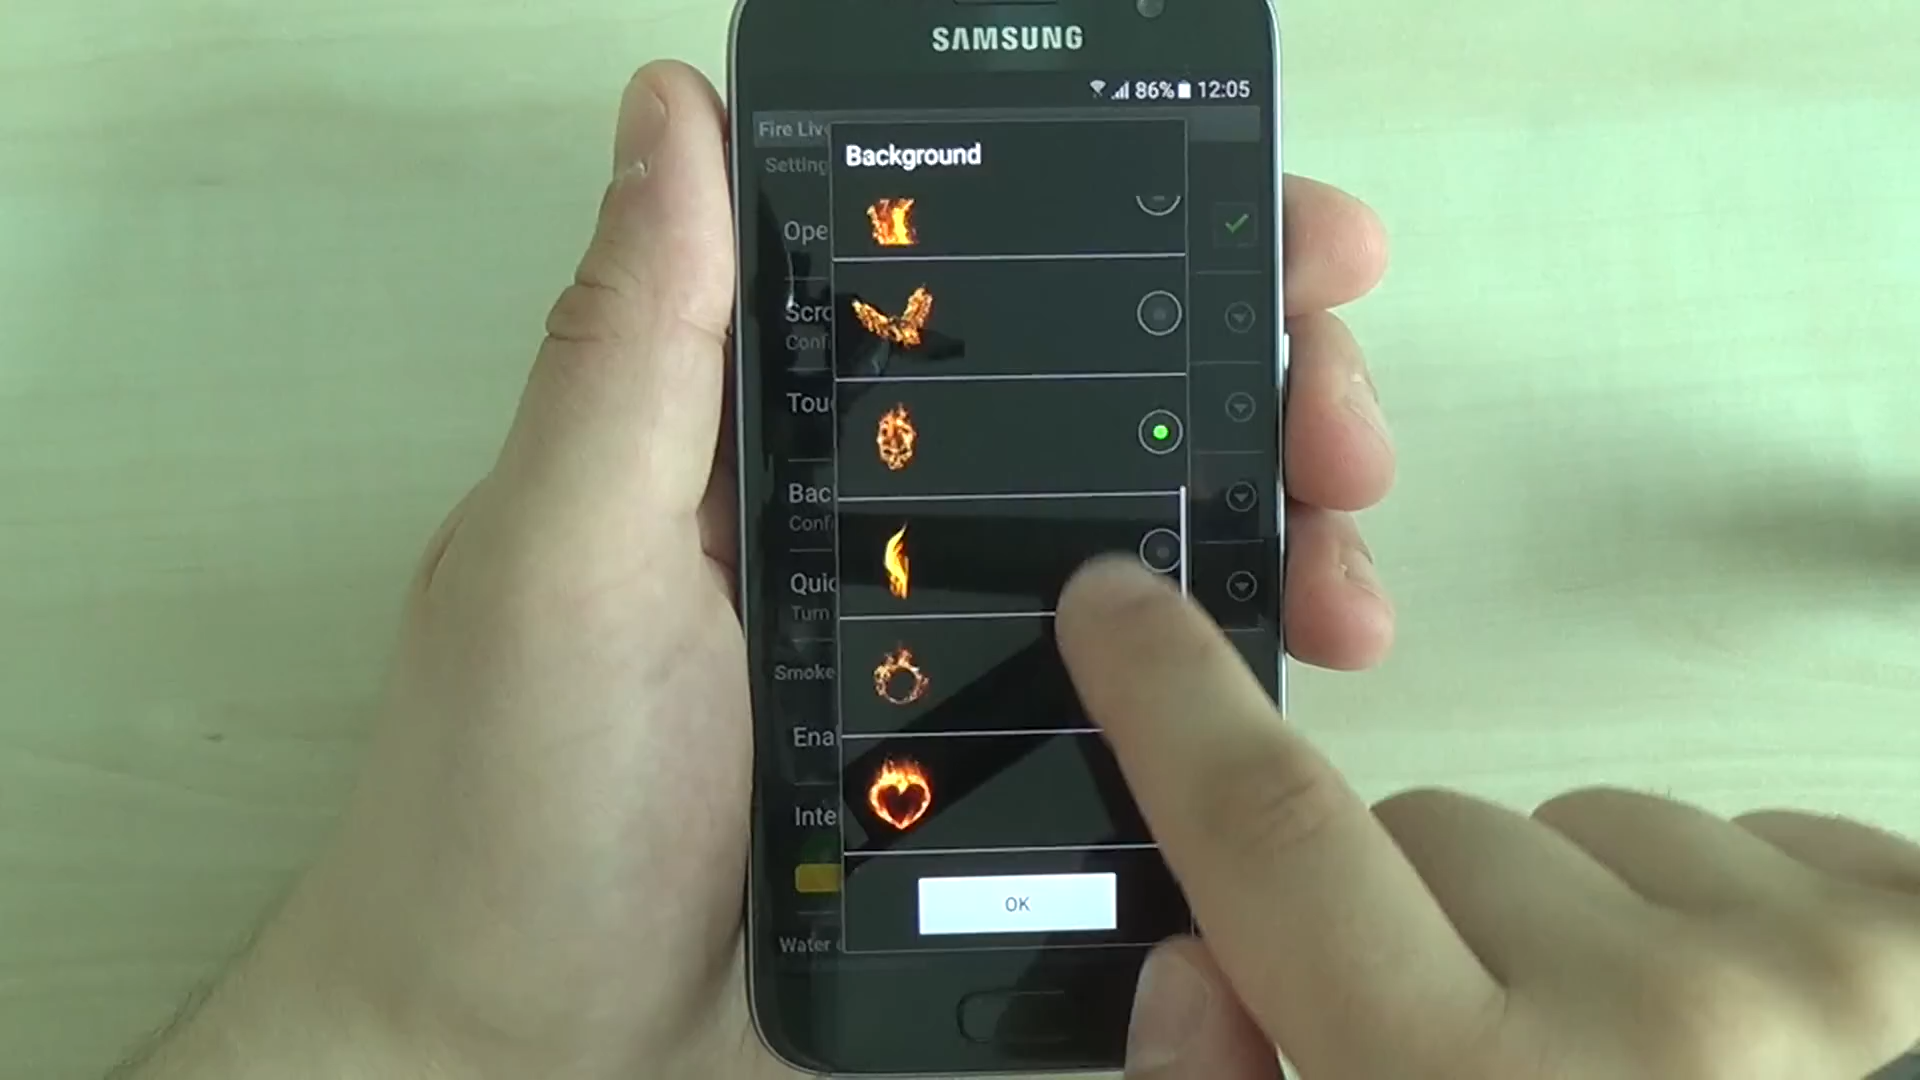 SAMSUNG
86% 12:05
Fire Liv
Background
Setting
Ope
Scro
Conf
Tou
Bac
Conf
Quic
Turn
Smoke
Ena
Inte
OK
Water